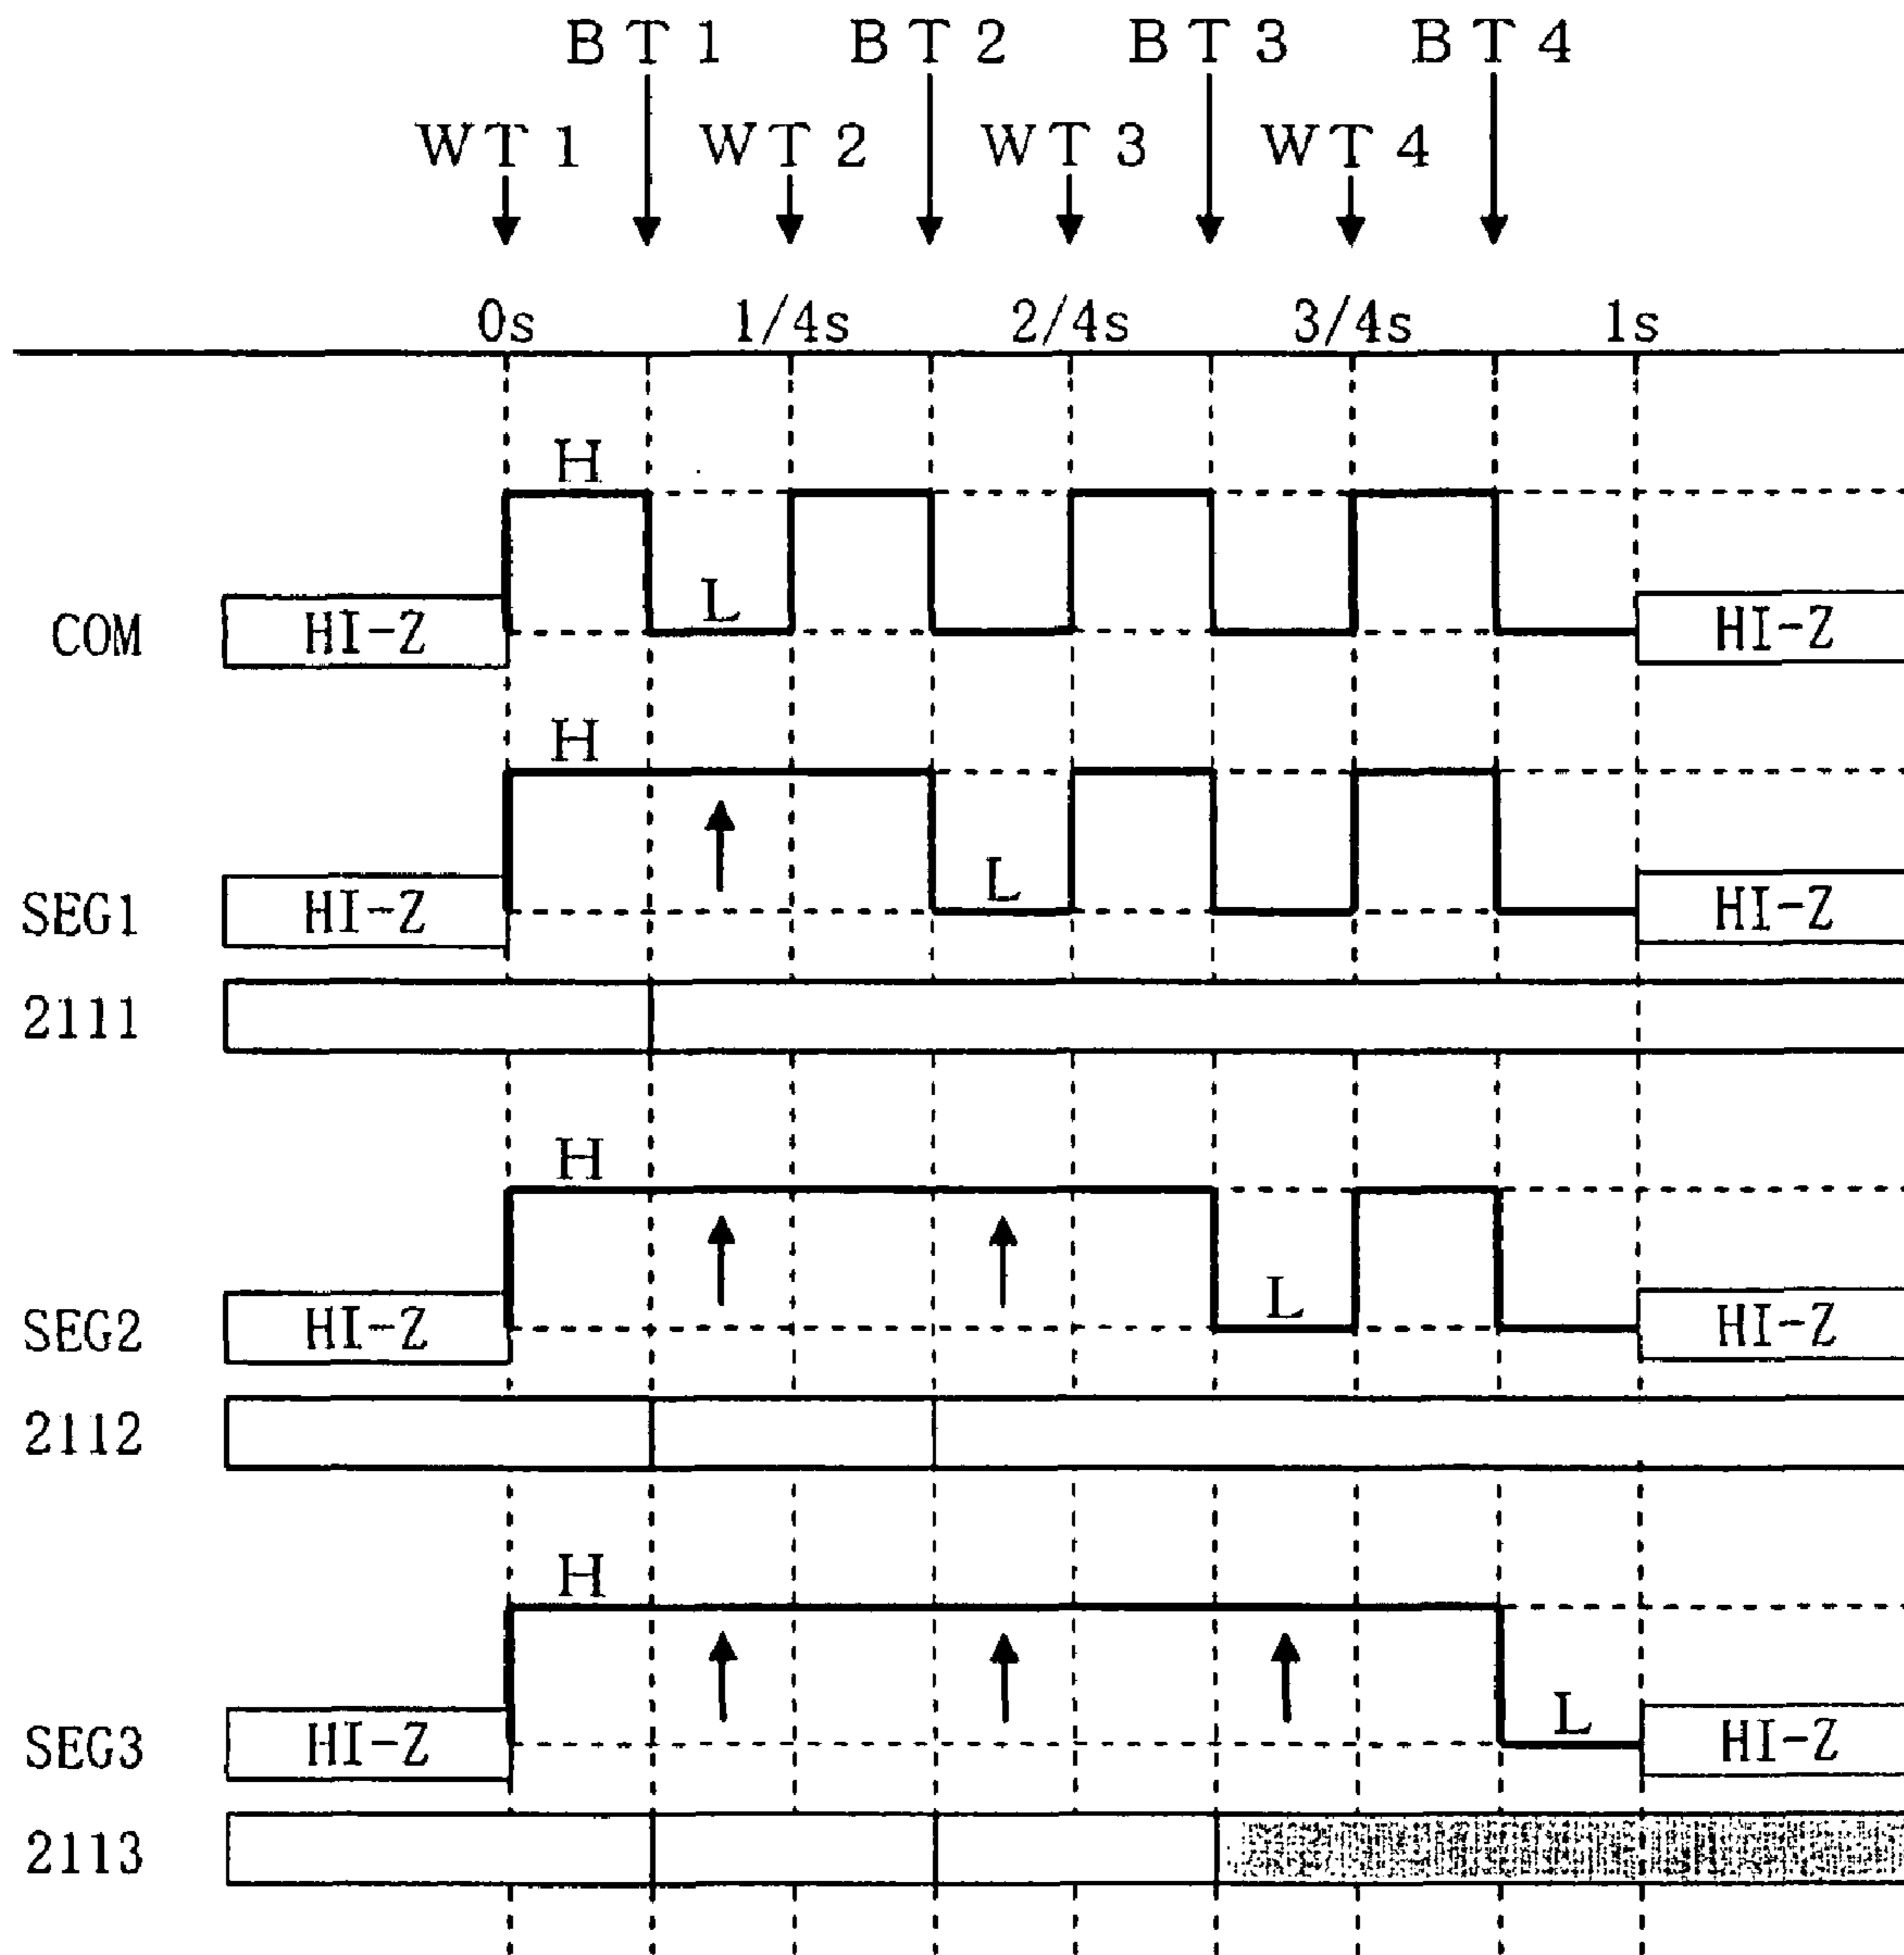 BT1 BT2 BT3 BT4
WT1 WT2 WT3 WT4
0s 1/4s 2/4s 3/4s 1s
H
L
COM HI-Z HI-Z
H
L
SEG1 HI-Z HI-Z
2111
H
L
SEG2 HI-Z HI-Z
2112
H
L
SEG3 HI-Z HI-Z
2113